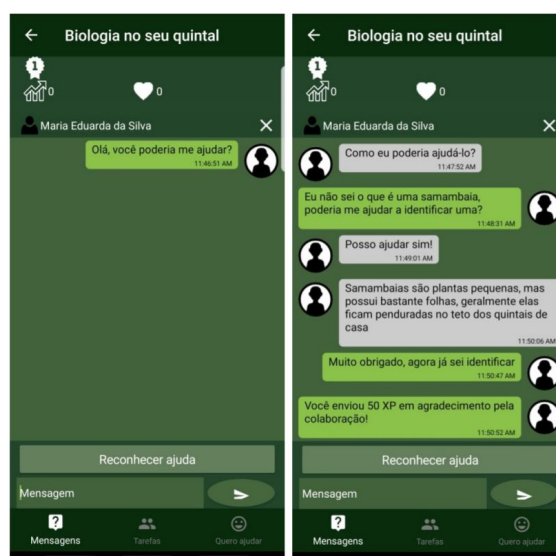 Biologia no seu quintal
1
0
0
Maria Eduarda da Silva
Olá, você poderia me ajudar?
11:46:51 AM
Reconhecer ajuda
Mensagem
Mensagens
Tarefas
Quero ajudar
Biologia no seu quintal
1
0
0
Maria Eduarda da Silva
Como eu poderia ajudá-lo?
11:47:52 AM
Eu não sei o que é uma samambaia,
poderia me ajudar a identificar uma?
11:48:31 AM
Posso ajudar sim!
11:49:01 AM
Samambaias são plantas pequenas, mas
possui bastante folhas, geralmente elas
ficam penduradas no teto dos quintais de
casa
11:50:06 AM
Muito obrigado, agora já sei identificar
11:50:47 AM
Você enviou 50 XP em agradecimento pela
colaboração!
11:50:52 AM
Reconhecer ajuda
Mensagem
Mensagens
Tarefas
Quero ajudar